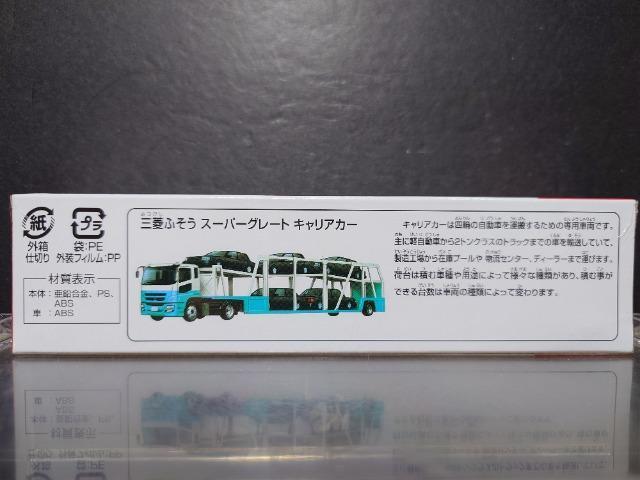 紙
外箱
仕切り
プラ
袋:PE
外装フィルム:PP
材質表示
本体:亜鉛合金、PS、
ABS
車:ABS
三菱ふそう スーパーグレート キャリアカー
キャリアカーは四輪の自動車を運搬するための専用車両です。
主に軽自動車から2トンクラスのトラックまでの車を輸送していて、
製造工場から在庫プールや 物流センター、ディーラーまで運びます。
荷台は積む車種や用途によって様々な種類があり、積む事が
できる台数は車両の種類によって変わります。